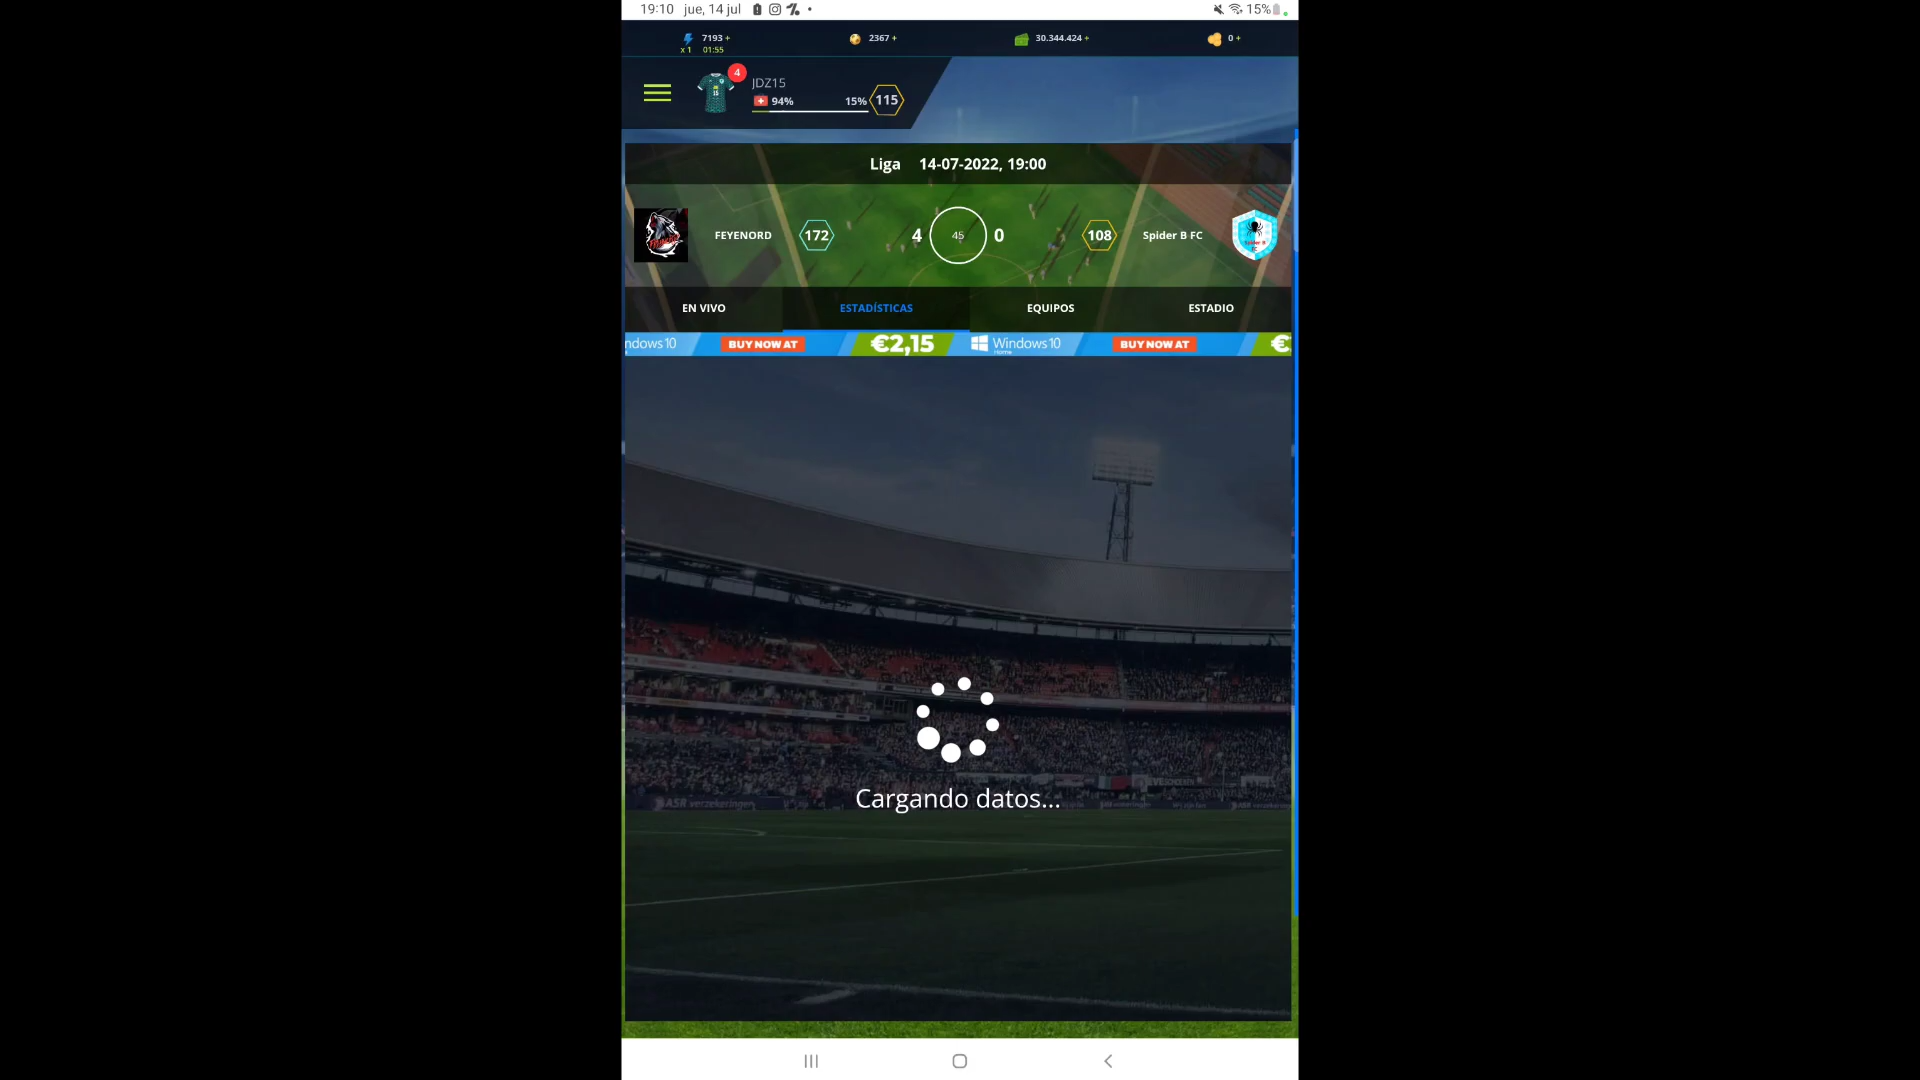 19:10 jue, 14 jul • 15%
7193 + 2367 + 30.344.424 + 0 +
x 1 01:55
4
JDZ15
94% 15% 115
Liga 14-07-2022, 19:00
FEYENORD 172 4 45 0 108 Spider B FC
EN VIVO ESTADÍSTICAS EQUIPOS ESTADIO
ndows 10 BUY NOW AT €2,15 Windows 10 Home BUY NOW AT €
Cargando datos...